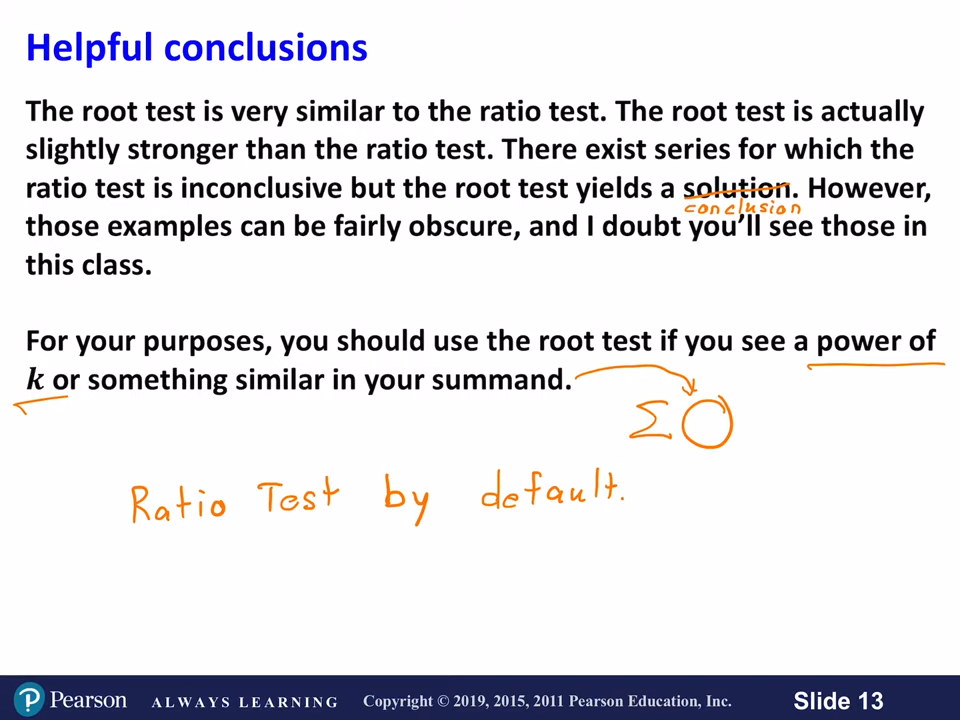 Helpful conclusions
The root test is very similar to the ratio test. The root test is actually
slightly stronger than the ratio test. There exist series for which the
ratio test is inconclusive but the root test yields a solution. However,
conclusion
those examples can be fairly obscure, and I doubt you'll see those in
this class.
For your purposes, you should use the root test if you see a power of
k or something similar in your summand.
Σ
Ratio Test by default.
Pearson
ALWAYS LEARNING
Copyright © 2019, 2015, 2011 Pearson Education, Inc.
Slide 13